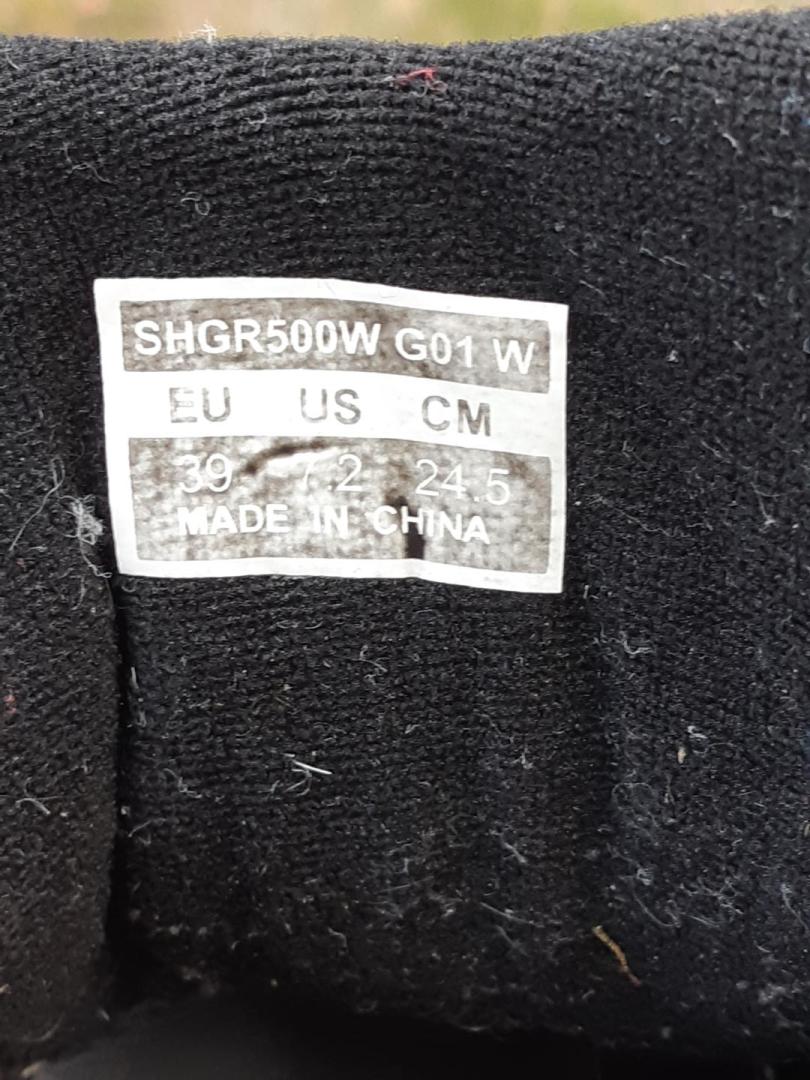 SHGR500W G01 W
EU US CM
39 7.2 24.5
MADE IN CHINA